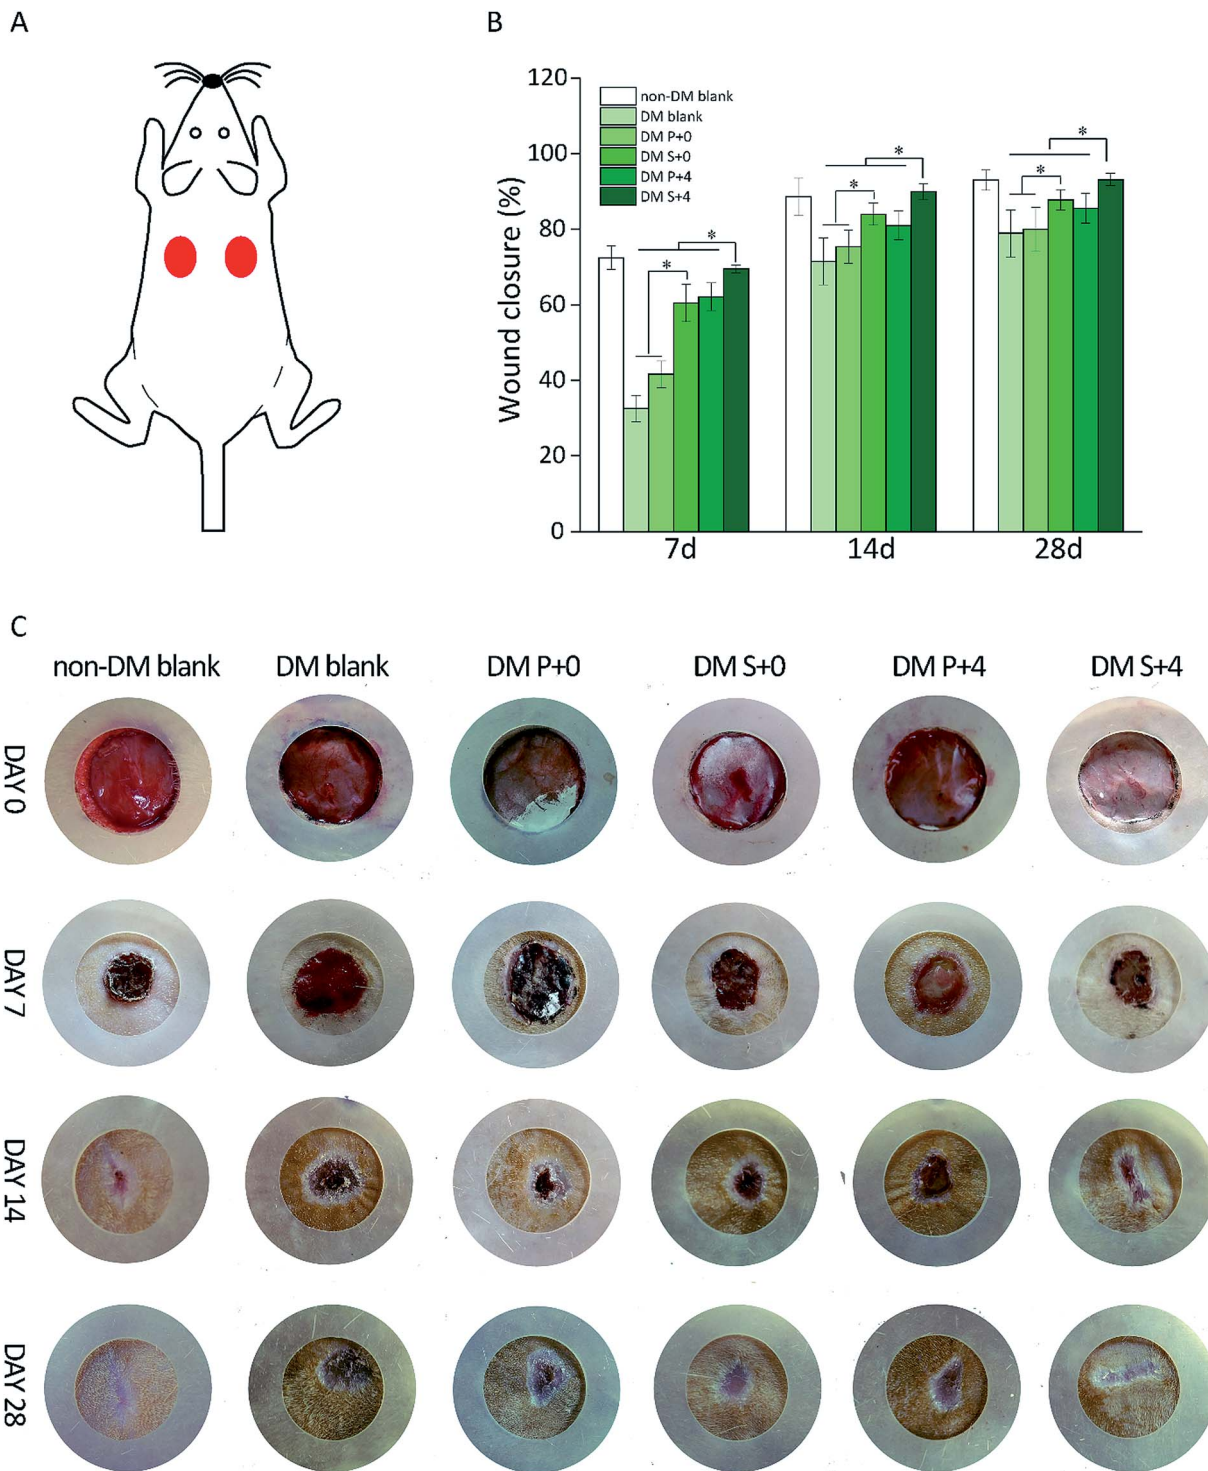 A
B
120
100
80
60
40
20
0
Wound closure (%)
non-DM blank
DM blank
DM P+0
DM S+0
DM P+4
DM S+4
*
*
*
*
*
*
7d 14d 28d
C
non-DM blank DM blank DM P+0 DM S+0 DM P+4 DM S+4
DAY 0
DAY 7
DAY 14
DAY 28